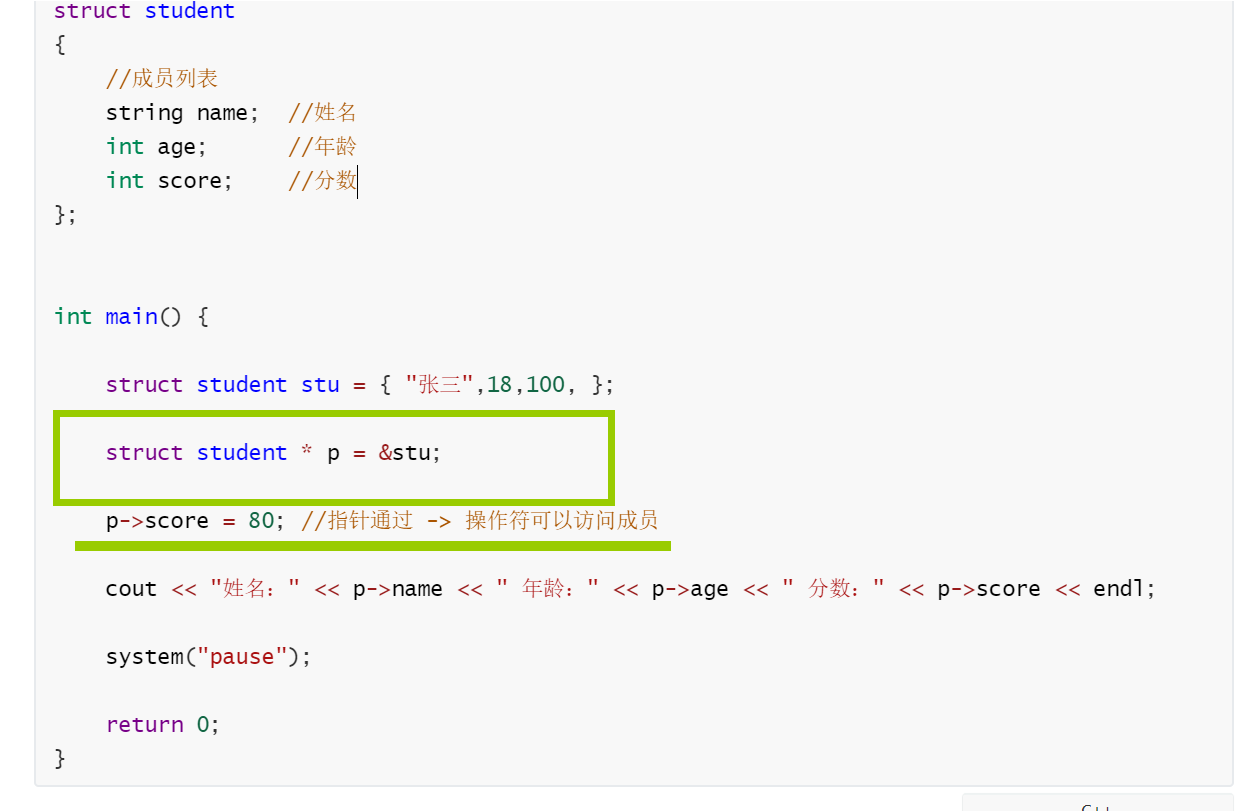 struct student
{
//成员列表
string name; //姓名
int age; //年龄
int score; //分数
};
int main() {
struct student stu = { "张三",18,100, };
struct student * p = &stu;
p->score = 80; //指针通过 -> 操作符可以访问成员
cout << "姓名：" << p->name << " 年龄：" << p->age << " 分数：" << p->score << endl;
system("pause");
return 0;
}